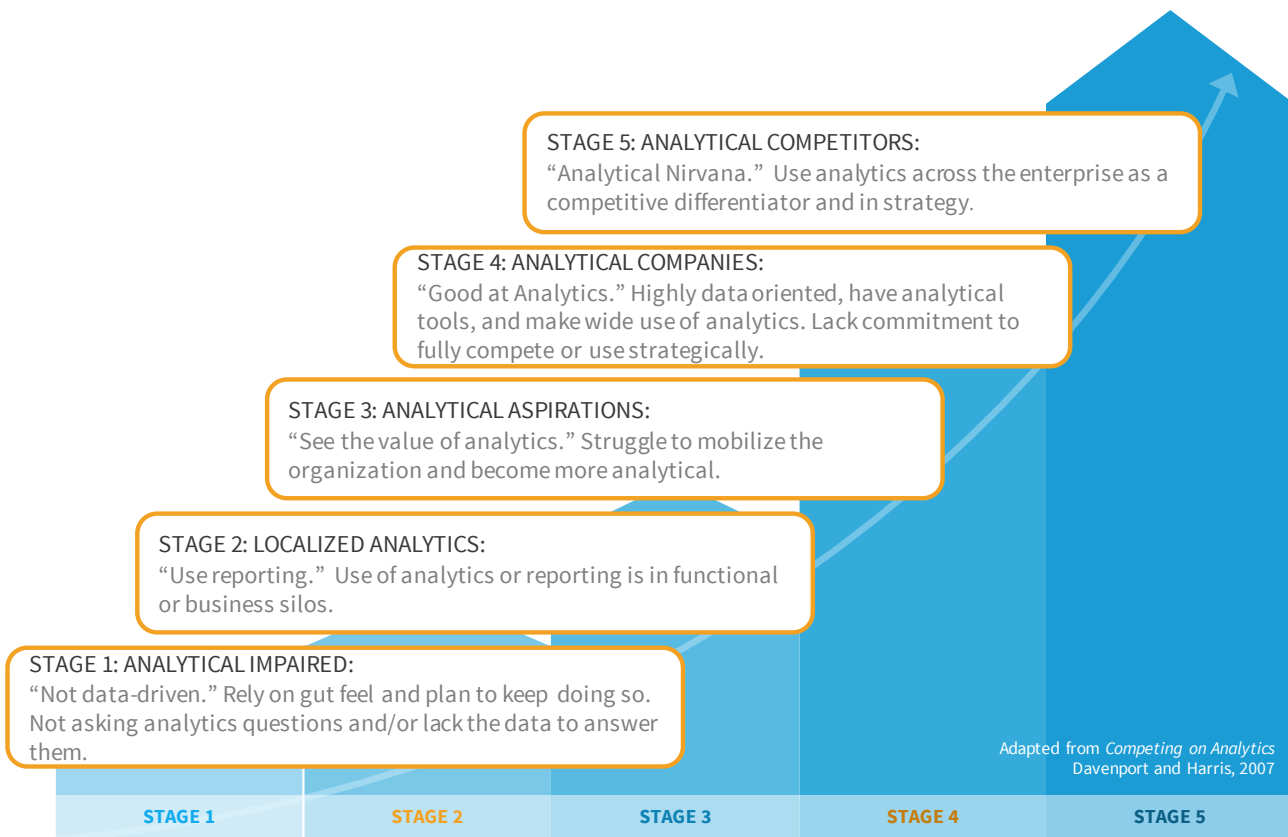 STAGE 5: ANALYTICAL COMPETITORS:
“Analytical Nirvana.” Use analytics across the enterprise as a
competitive differentiator and in strategy.
STAGE 4: ANALYTICAL COMPANIES:
“Good at Analytics.” Highly data oriented, have analytical
tools, and make wide use of analytics. Lack commitment to
fully compete or use strategically.
STAGE 3: ANALYTICAL ASPIRATIONS:
“See the value of analytics.” Struggle to mobilize the
organization and become more analytical.
STAGE 2: LOCALIZED ANALYTICS:
“Use reporting.” Use of analytics or reporting is in functional
or business silos.
STAGE 1: ANALYTICAL IMPAIRED:
“Not data-driven.” Rely on gut feel and plan to keep doing so.
Not asking analytics questions and/or lack the data to answer
them.
Adapted from Competing on Analytics
Davenport and Harris, 2007
STAGE 1
STAGE 2
STAGE 3
STAGE 4
STAGE 5